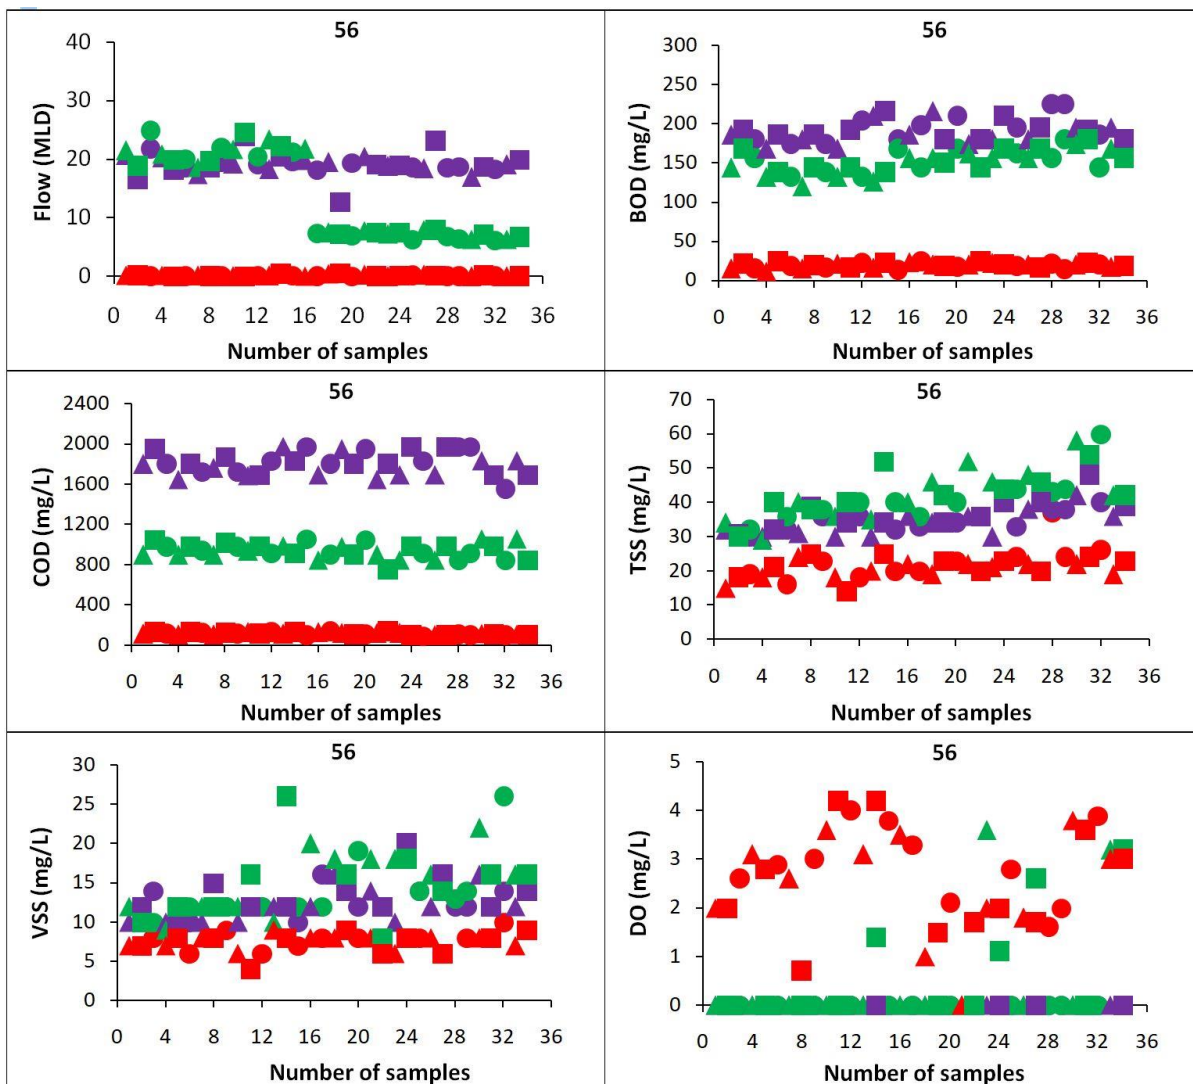 56
40
30
20
10
0
Flow (MLD)
0 4 8 12 16 20 24 28 32 36
Number of samples
56
300
250
200
150
100
50
0
BOD (mg/L)
0 4 8 12 16 20 24 28 32 36
Number of samples
56
2400
2000
1600
1200
800
400
0
COD (mg/L)
0 4 8 12 16 20 24 28 32 36
Number of samples
56
70
60
50
40
30
20
10
0
TSS (mg/L)
0 4 8 12 16 20 24 28 32 36
Number of samples
56
30
25
20
15
10
5
0
VSS (mg/L)
0 4 8 12 16 20 24 28 32 36
Number of samples
56
5
4
3
2
1
0
DO (mg/L)
0 4 8 12 16 20 24 28 32 36
Number of samples